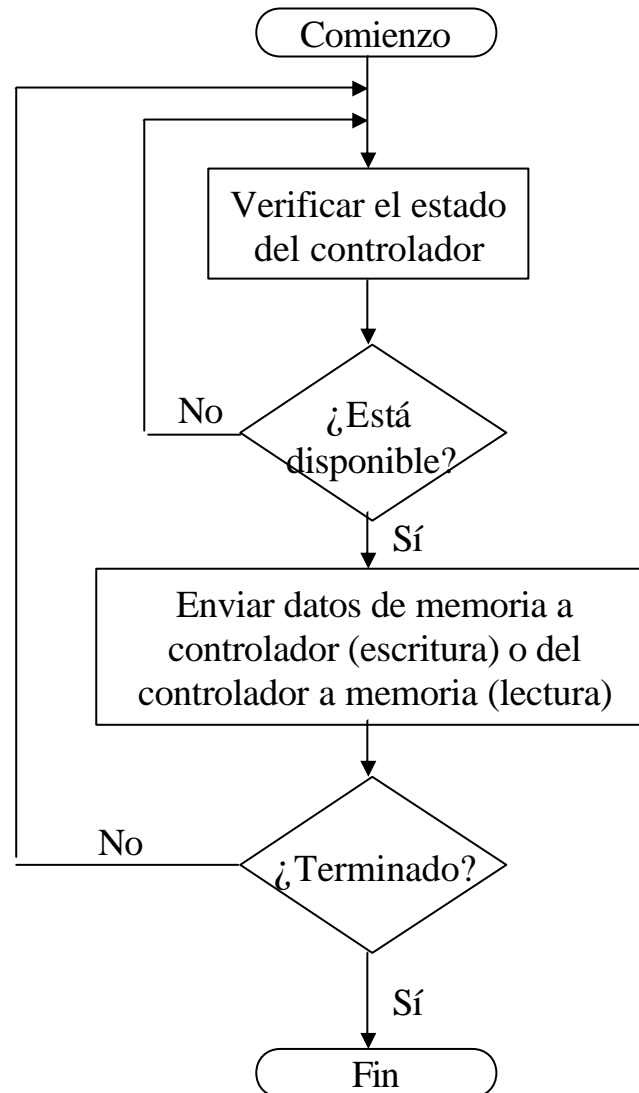 Comienzo
Verificar el estado
del controlador
No
¿Está
disponible?
Sí
Enviar datos de memoria a
controlador (escritura) o del
controlador a memoria (lectura)
No
¿Terminado?
Sí
Fin